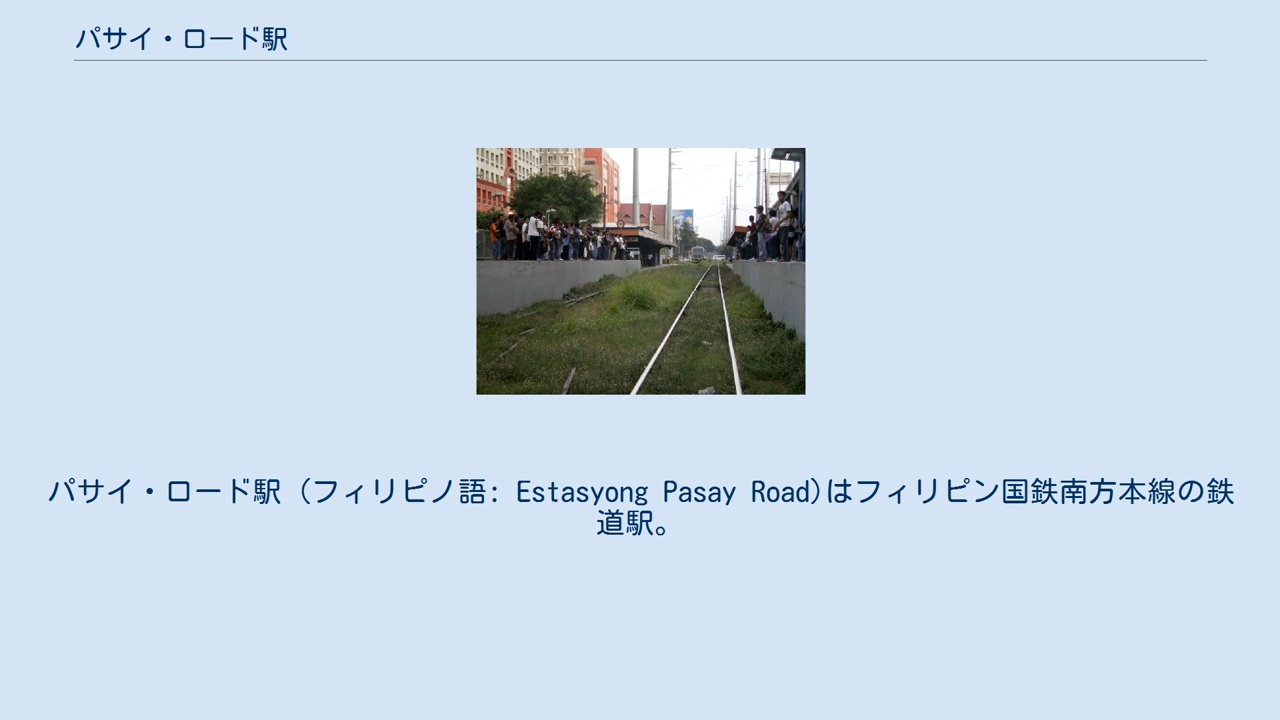 パサイ・ロード駅
パサイ・ロード駅 (フィリピノ語: Estasyong Pasay Road)はフィリピン国鉄南方本線の鉄
道駅。